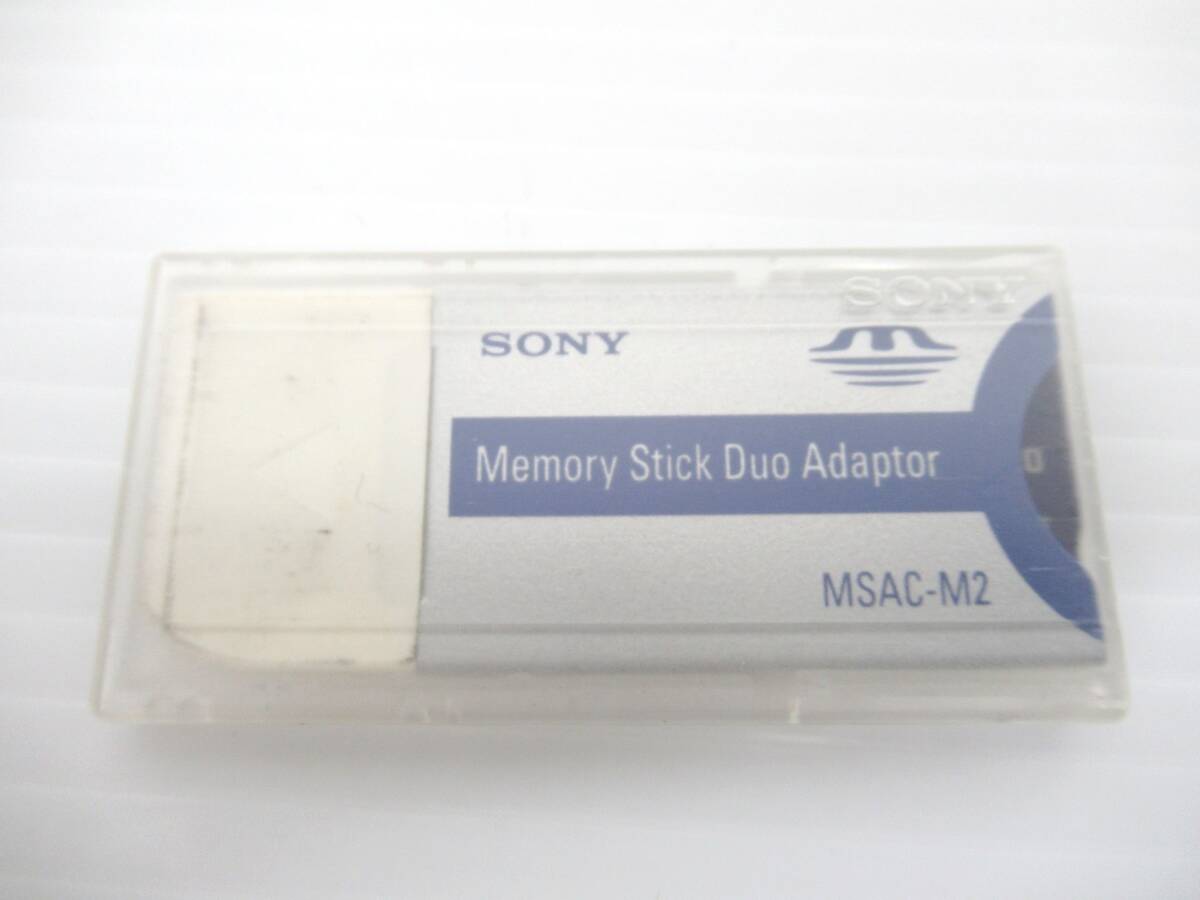 SONY
SONY
Memory Stick Duo Adaptor
MSAC-M2